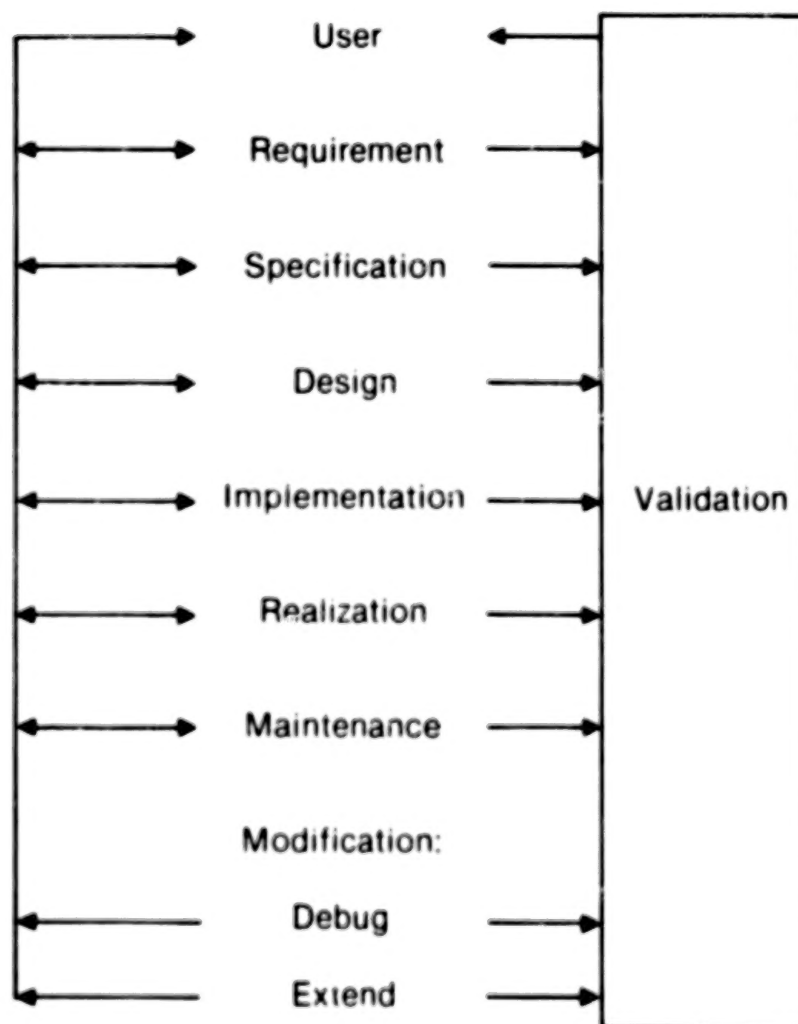 User
Requirement
Specification
Design
Implementation
Validation
Realization
Maintenance
Modification:
Debug
Extend